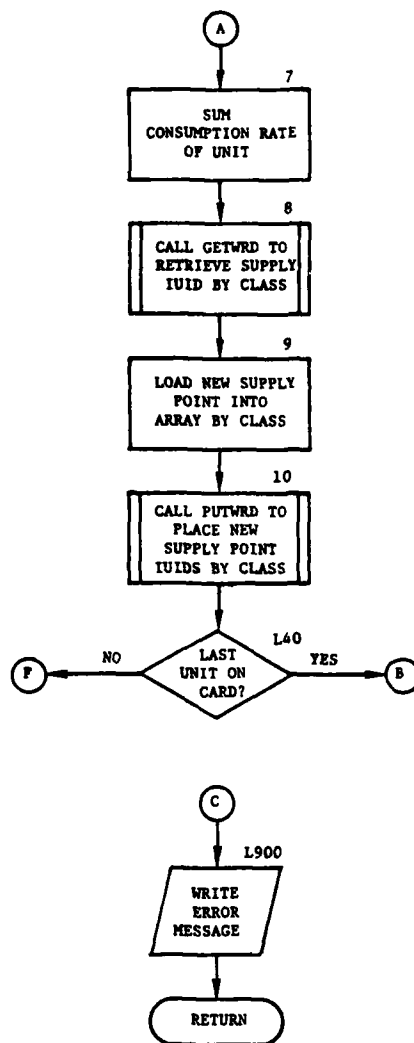 A
7
SUM
CONSUMPTION RATE
OF UNIT
8
CALL GETWRD TO
RETRIEVE SUPPLY
IUID BY CLASS
9
LOAD NEW SUPPLY
POINT INTO
ARRAY BY CLASS
10
CALL PUTWRD TO
PLACE NEW
SUPPLY POINT
IUIDS BY CLASS
L40
NO
LAST
UNIT ON
CARD?
YES
F
B
C
L900
WRITE
ERROR
MESSAGE
RETURN